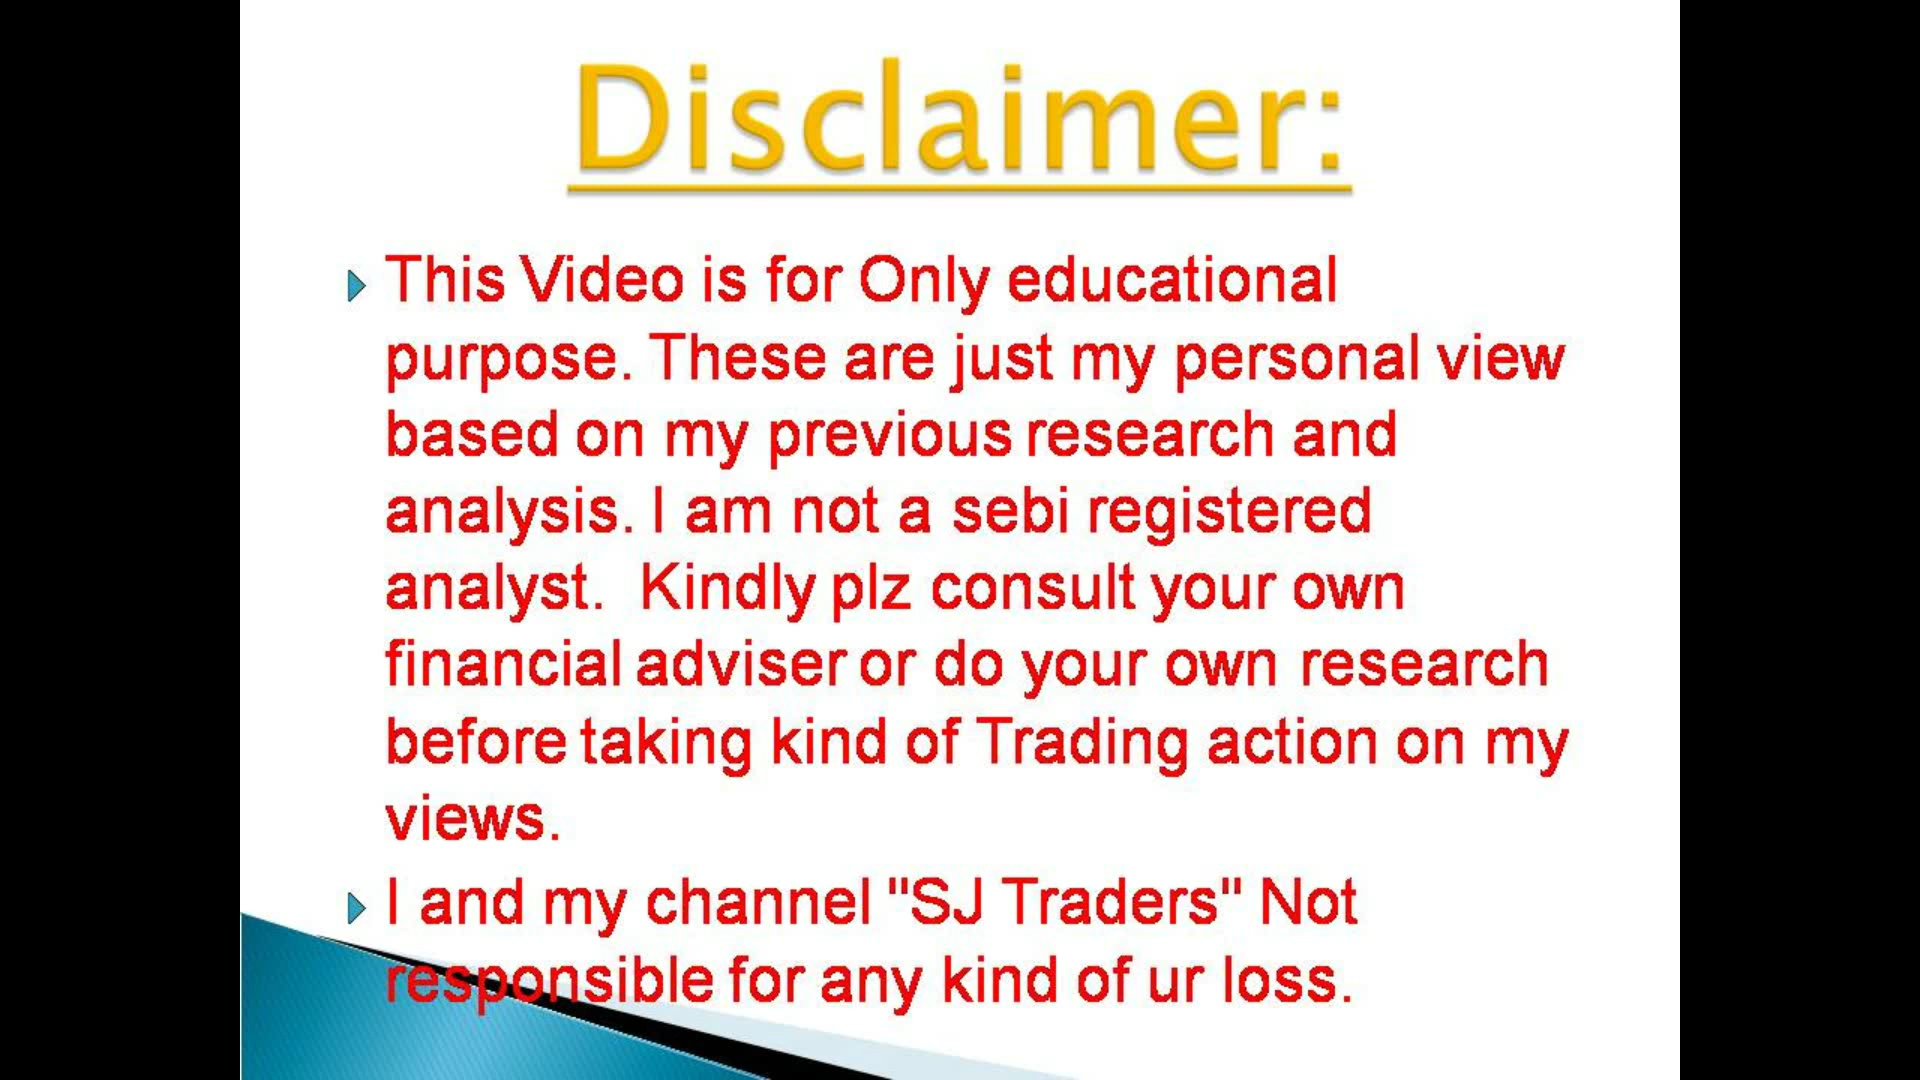 Disclaimer:
This Video is for Only educational
purpose. These are just my personal view
based on my previous research and
analysis. I am not a sebi registered
analyst.  Kindly plz consult your own
financial adviser or do your own research
before taking kind of Trading action on my
views.
I and my channel "SJ Traders" Not
responsible for any kind of ur loss.